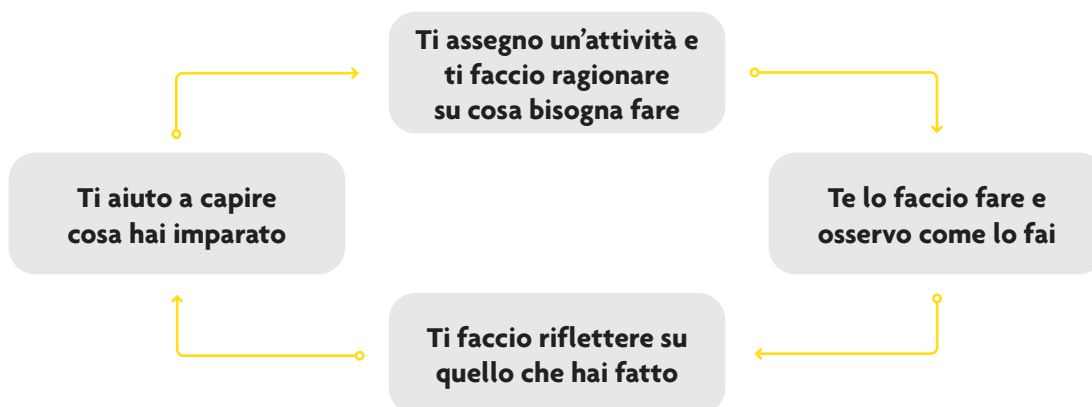 Ti assegno un’attività e
ti faccio ragionare
su cosa bisogna fare
Te lo faccio fare e
osservo come lo fai
Ti faccio riflettere su
quello che hai fatto
Ti aiuto a capire
cosa hai imparato